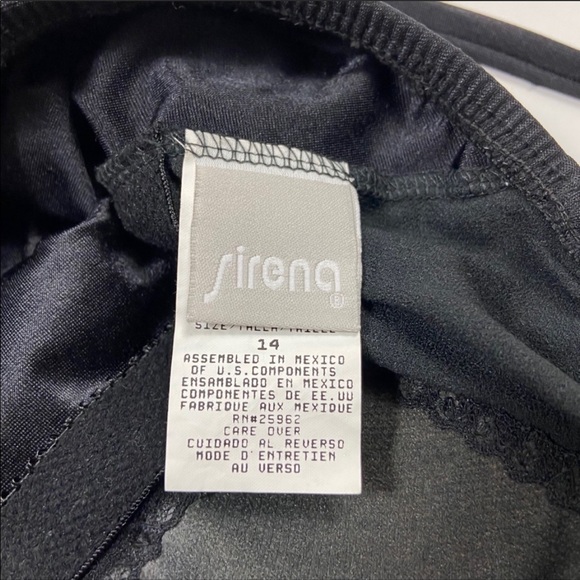 sirena®
SIZE/TALLA/TAILLE
14
ASSEMBLED IN MEXICO
OF U.S.COMPONENTS
ENSAMBLADO EN MEXICO
COMPONENTES DE EE.UU
FABRIQUE AUX MEXIQUE
RN#25962
CARE OVER
CUIDADO AL REVERSO
MODE D'ENTRETIEN
AU VERSO